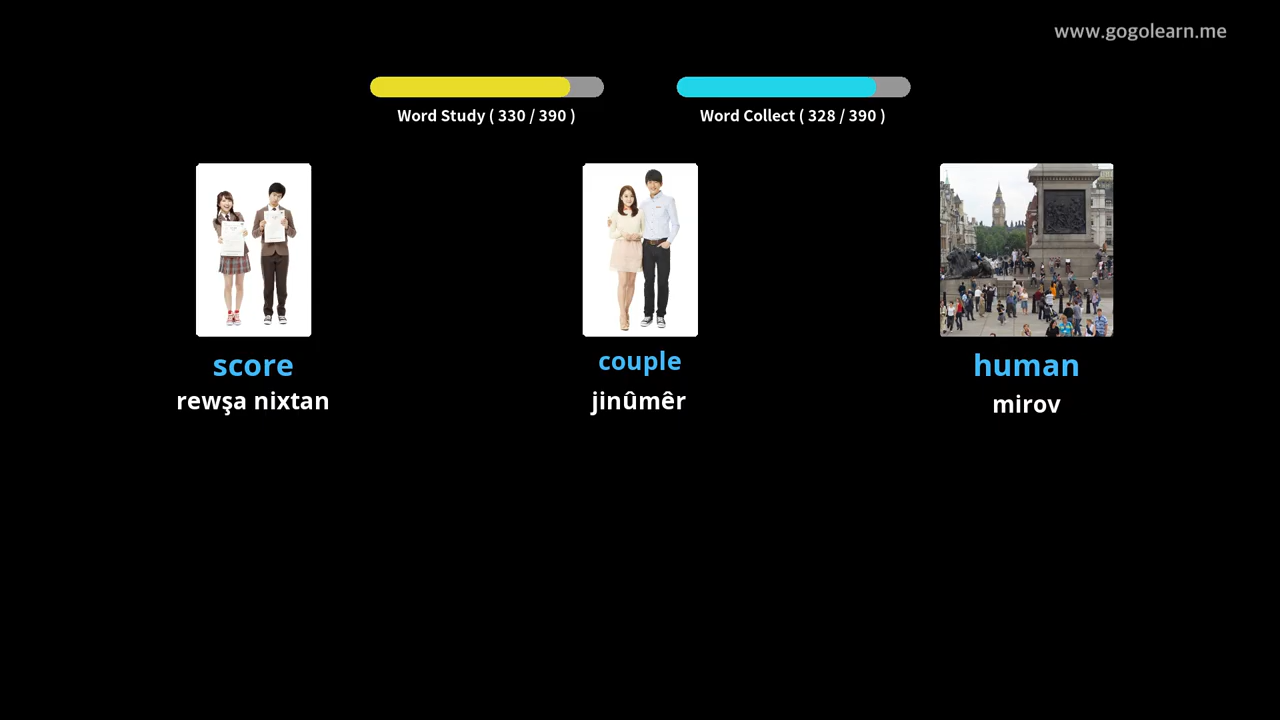 www.gogolearn.me
Word Study ( 330 / 390 )
Word Collect ( 328 / 390 )
score
rewşa nixtan
couple
jinûmêr
human
mirov